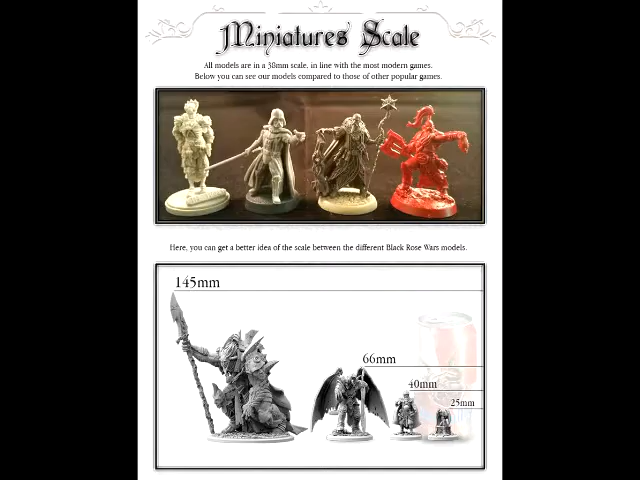 Miniatures Scale
All models are in a 38mm scale, in line with the most modern games.
Below you can see our models compared to those of other popular games.
Here, you can get a better idea of the scale between the different Black Rose Wars models.
145mm
66mm
40mm
25mm